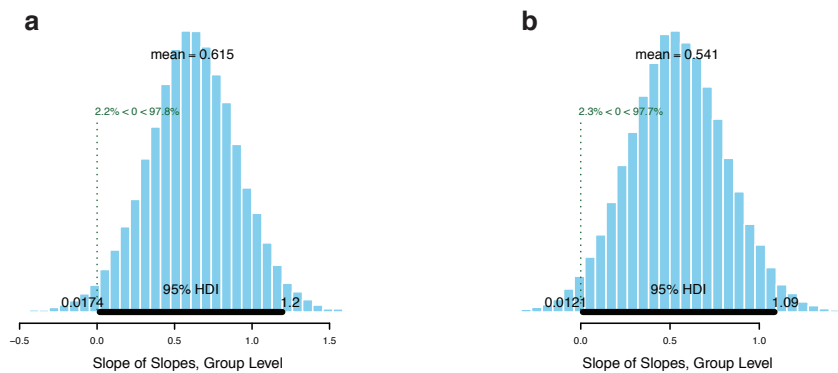 a
mean = 0.615
2.2% < 0 < 97.8%
95% HDI
0.0174
1.2
−0.5 0.0 0.5 1.0 1.5
Slope of Slopes, Group Level
b
mean = 0.541
2.3% < 0 < 97.7%
95% HDI
0.0121
1.09
0.0 0.5 1.0
Slope of Slopes, Group Level